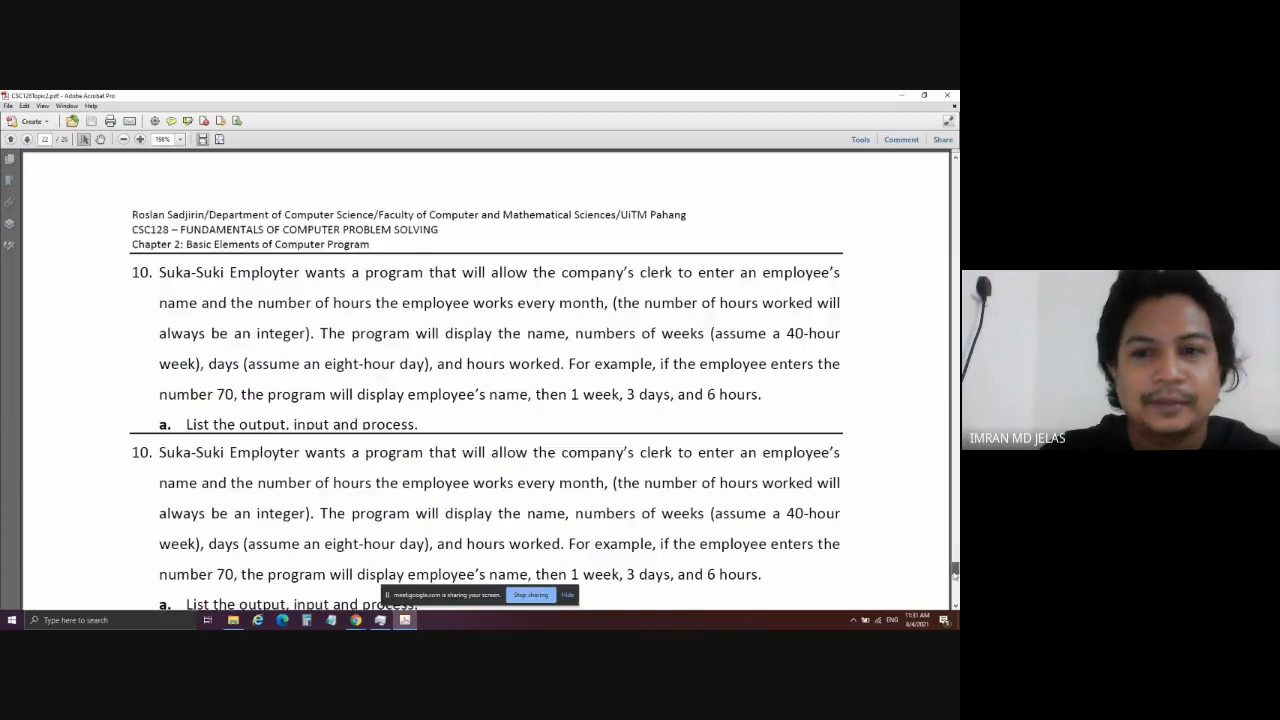 CSC128Topic2.pdf - Adobe Acrobat Pro
File Edit View Window Help
Create
22 / 26 198%
Tools Comment Share
Roslan Sadjirin/Department of Computer Science/Faculty of Computer and Mathematical Sciences/UiTM Pahang
CSC128 – FUNDAMENTALS OF COMPUTER PROBLEM SOLVING
Chapter 2: Basic Elements of Computer Program
10. Suka-Suki Employter wants a program that will allow the company's clerk to enter an employee's
name and the number of hours the employee works every month, (the number of hours worked will
always be an integer). The program will display the name, numbers of weeks (assume a 40-hour
week), days (assume an eight-hour day), and hours worked. For example, if the employee enters the
number 70, the program will display employee's name, then 1 week, 3 days, and 6 hours.
a. List the output, input and process.
10. Suka-Suki Employter wants a program that will allow the company's clerk to enter an employee's
name and the number of hours the employee works every month, (the number of hours worked will
always be an integer). The program will display the name, numbers of weeks (assume a 40-hour
week), days (assume an eight-hour day), and hours worked. For example, if the employee enters the
number 70, the program will display employee's name, then 1 week, 3 days, and 6 hours.
a. List the output, input and process.
meet.google.com is sharing your screen. Stop sharing Hide
Type here to search
ENG
11:31 AM
8/4/2021
IMRAN MD JELAS